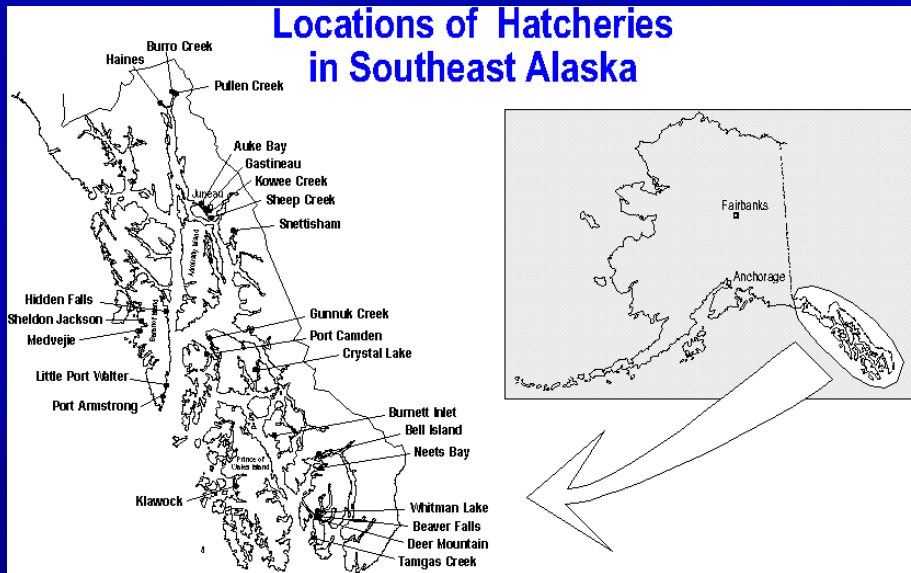 Locations of Hatcheries
in Southeast Alaska
Burro Creek
Haines
Pullen Creek
Auke Bay
Gastineau
Kowee Creek
Juneau
Sheep Creek
Snettisham
Admiralty Island
Hidden Falls
Sheldon Jackson
Baranof Island
Medvejie
Gunnuk Creek
Port Camden
Crystal Lake
Little Port Walter
Port Armstrong
Burnett Inlet
Bell Island
Neets Bay
Prince of
Wales Island
Klawock
Whitman Lake
Beaver Falls
Deer Mountain
Tamgas Creek
Fairbanks
Anchorage